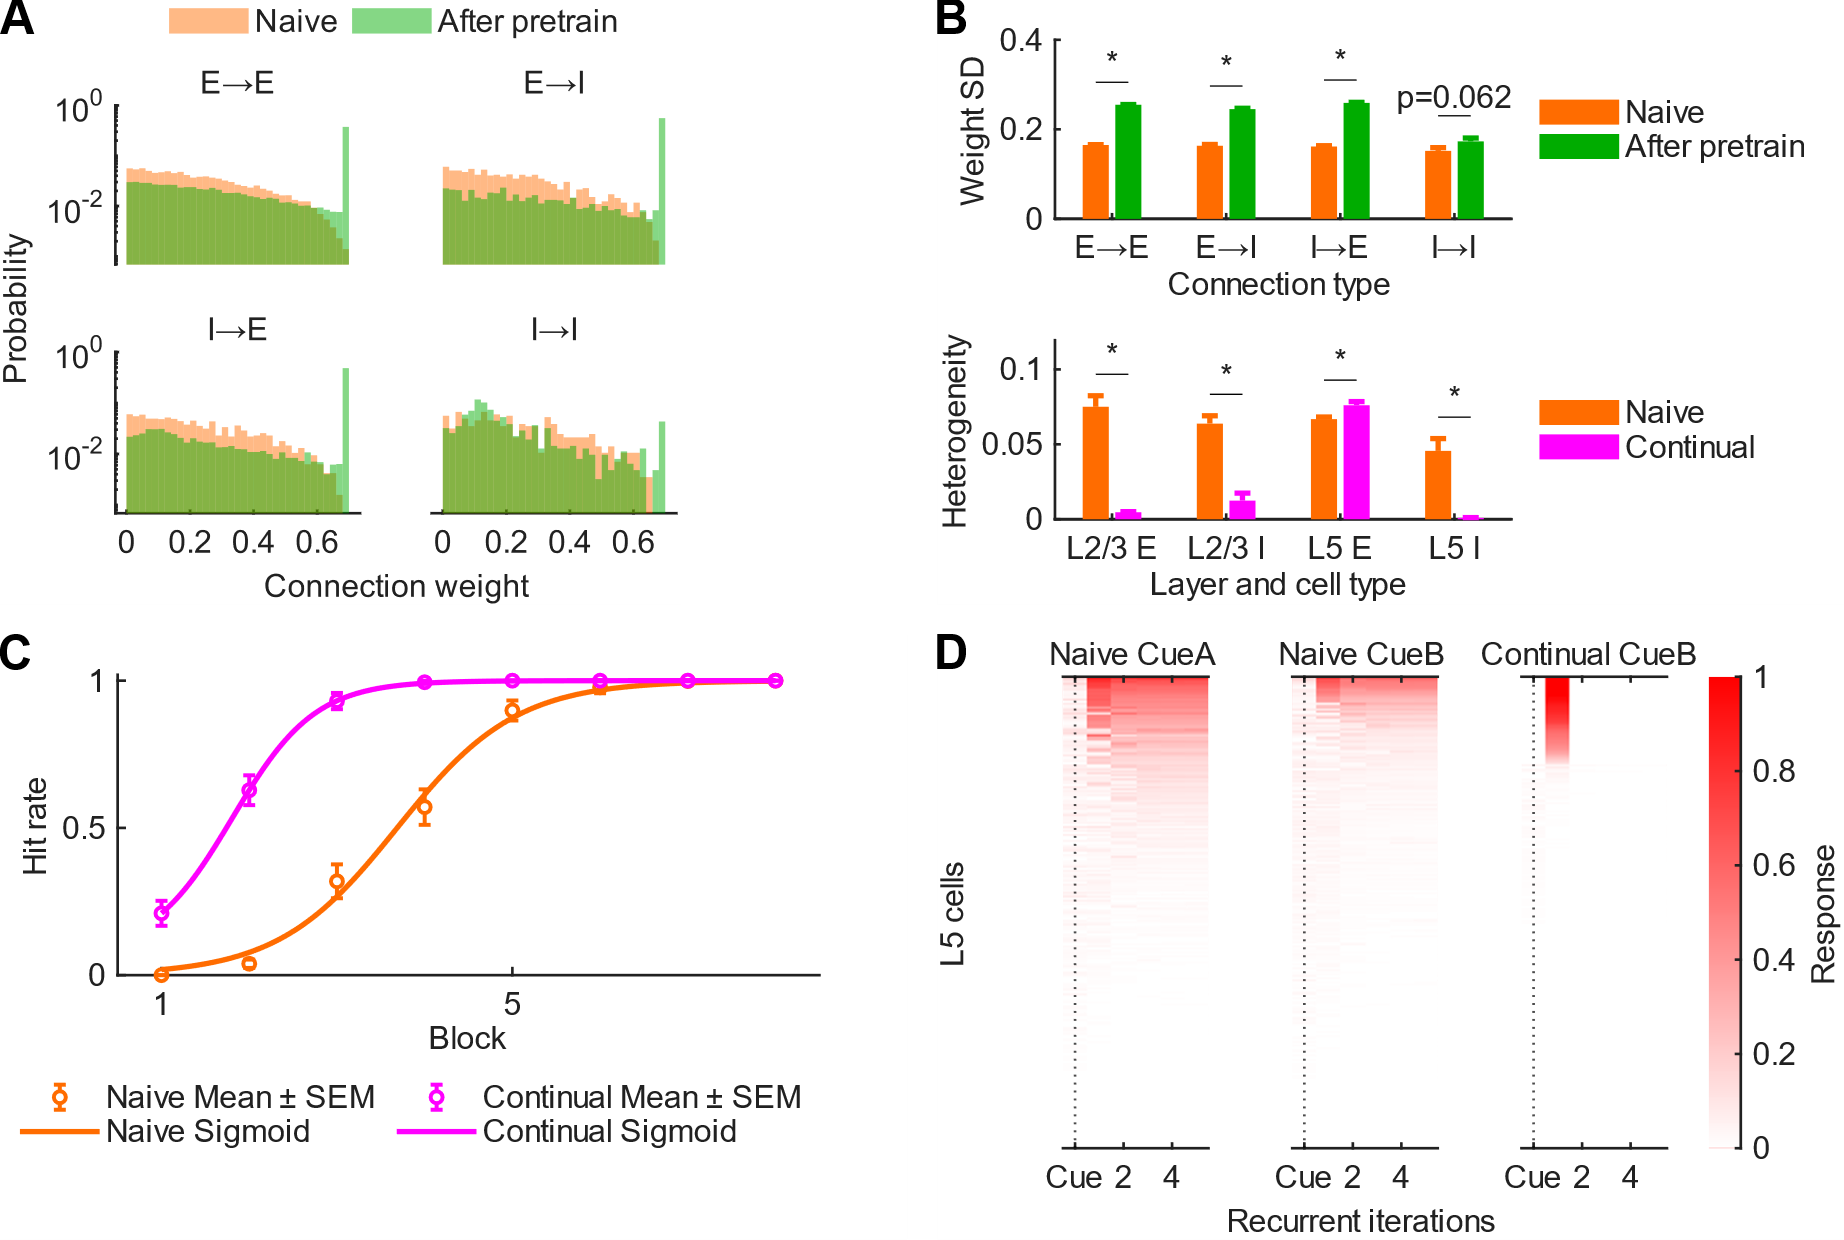 A
Naive After pretrain
E→E E→I
10^0
10^-2
I→E I→I
10^0
10^-2
Probability
0 0.2 0.4 0.6 0 0.2 0.4 0.6
Connection weight
B
0.4
0.2
0
Weight SD
* * * p=0.062
Naive
After pretrain
E→E E→I I→E I→I
Connection type
0.1
0.05
0
Heterogeneity
* * * *
Naive
Continual
L2/3 E L2/3 I L5 E L5 I
Layer and cell type
C
1
0.5
0
Hit rate
1 5
Block
Naive Mean ± SEM Continual Mean ± SEM
Naive Sigmoid Continual Sigmoid
D
Naive CueA Naive CueB Continual CueB
L5 cells
Cue 2 4 Cue 2 4 Cue 2 4
Recurrent iterations
1
0.8
0.6
0.4
0.2
0
Response